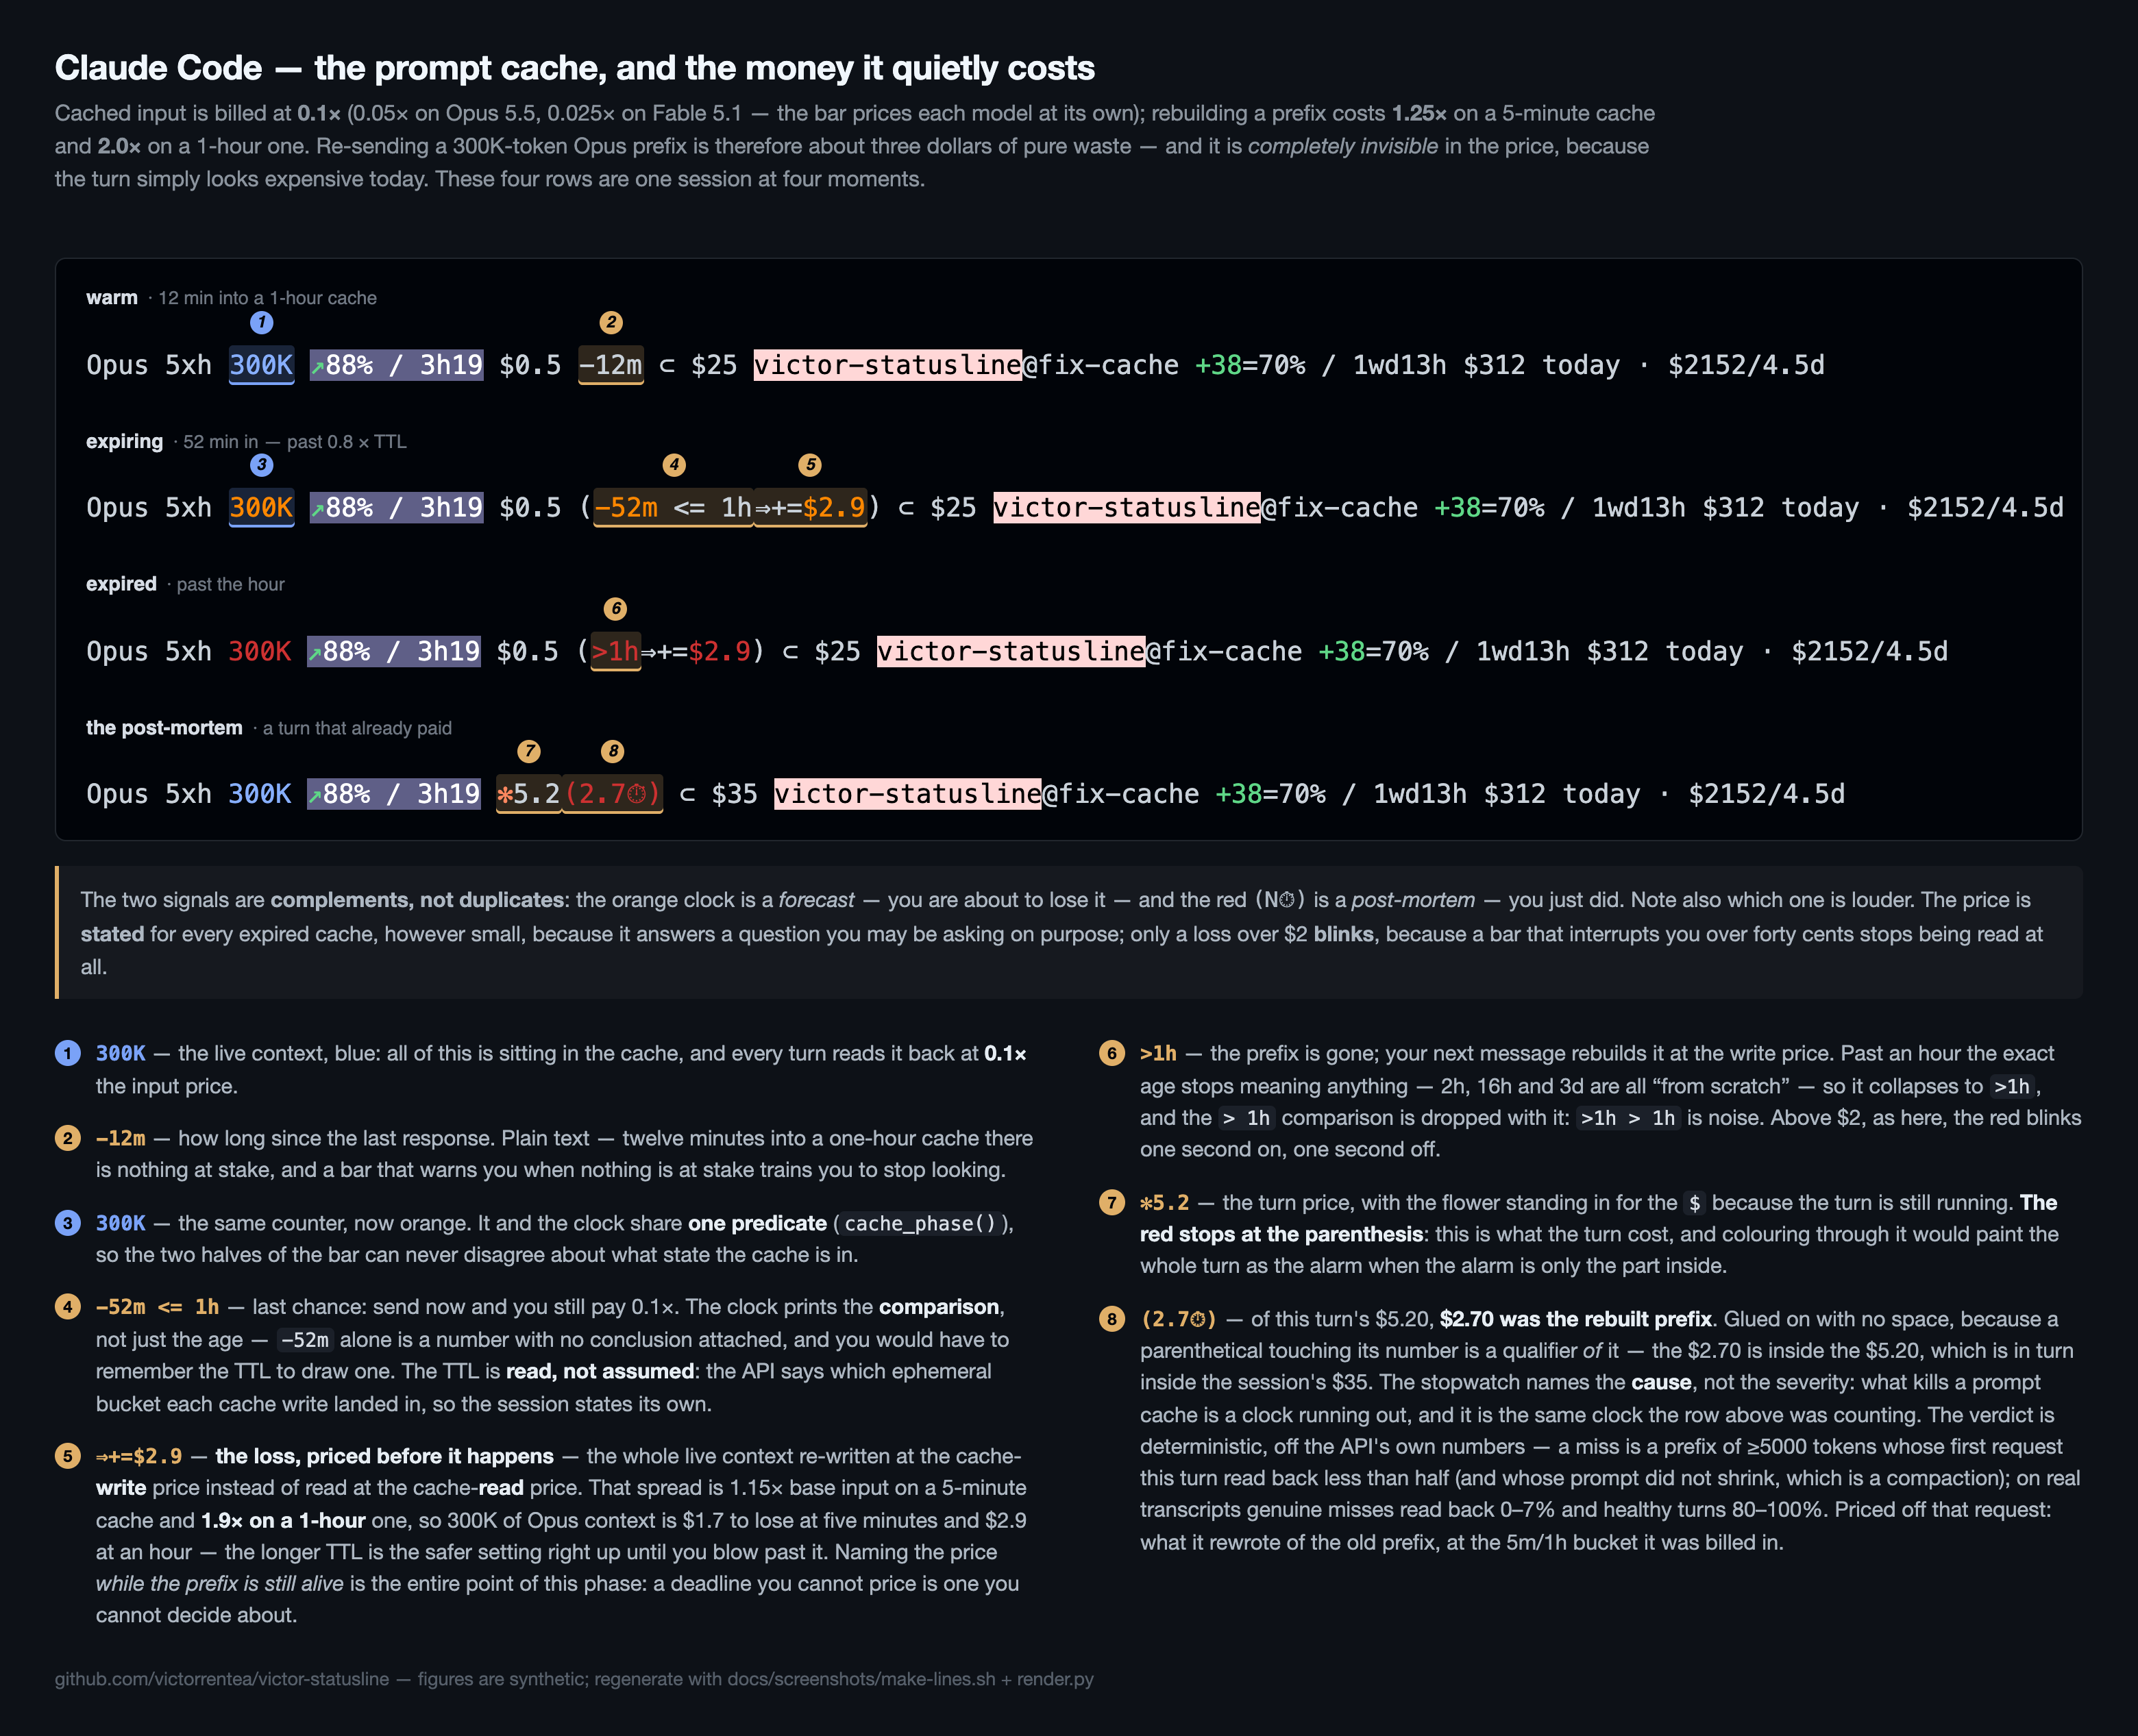 Claude Code — the prompt cache, and the money it quietly costs
Cached input is billed at 0.1× (0.05× on Opus 5.5, 0.025× on Fable 5.1 — the bar prices each model at its own); rebuilding a prefix costs 1.25× on a 5-minute cache
and 2.0× on a 1-hour one. Re-sending a 300K-token Opus prefix is therefore about three dollars of pure waste — and it is completely invisible in the price, because
the turn simply looks expensive today. These four rows are one session at four moments.
warm · 12 min into a 1-hour cache
1 2
Opus 5xh 300K ↗88% / 3h19 $0.5 −12m ⊂ $25 victor−statusline@fix−cache +38=70% / 1wd13h $312 today · $2152/4.5d
expiring · 52 min in — past 0.8 × TTL
3 4 5
Opus 5xh 300K ↗88% / 3h19 $0.5 (−52m <= 1h⇒+=$2.9) ⊂ $25 victor−statusline@fix−cache +38=70% / 1wd13h $312 today · $2152/4.5d
expired · past the hour
6
Opus 5xh 300K ↗88% / 3h19 $0.5 (>1h⇒+=$2.9) ⊂ $25 victor−statusline@fix−cache +38=70% / 1wd13h $312 today · $2152/4.5d
the post-mortem · a turn that already paid
7 8
Opus 5xh 300K ↗88% / 3h19 ✻5.2(2.7⏱) ⊂ $35 victor−statusline@fix−cache +38=70% / 1wd13h $312 today · $2152/4.5d
The two signals are complements, not duplicates: the orange clock is a forecast — you are about to lose it — and the red (N⏱) is a post-mortem — you just did. Note also which one is louder. The price is
stated for every expired cache, however small, because it answers a question you may be asking on purpose; only a loss over $2 blinks, because a bar that interrupts you over forty cents stops being read at
all.
1 300K — the live context, blue: all of this is sitting in the cache, and every turn reads it back at 0.1×
the input price.
2 −12m — how long since the last response. Plain text — twelve minutes into a one-hour cache there
is nothing at stake, and a bar that warns you when nothing is at stake trains you to stop looking.
3 300K — the same counter, now orange. It and the clock share one predicate (cache_phase()),
so the two halves of the bar can never disagree about what state the cache is in.
4 −52m <= 1h — last chance: send now and you still pay 0.1×. The clock prints the comparison,
not just the age — −52m alone is a number with no conclusion attached, and you would have to
remember the TTL to draw one. The TTL is read, not assumed: the API says which ephemeral
bucket each cache write landed in, so the session states its own.
5 ⇒+=$2.9 — the loss, priced before it happens — the whole live context re-written at the cache-
write price instead of read at the cache-read price. That spread is 1.15× base input on a 5-minute
cache and 1.9× on a 1-hour one, so 300K of Opus context is $1.7 to lose at five minutes and $2.9
at an hour — the longer TTL is the safer setting right up until you blow past it. Naming the price
while the prefix is still alive is the entire point of this phase: a deadline you cannot price is one you
cannot decide about.
6 >1h — the prefix is gone; your next message rebuilds it at the write price. Past an hour the exact
age stops meaning anything — 2h, 16h and 3d are all “from scratch” — so it collapses to >1h,
and the > 1h comparison is dropped with it: >1h > 1h is noise. Above $2, as here, the red blinks
one second on, one second off.
7 ✻5.2 — the turn price, with the flower standing in for the $ because the turn is still running. The
red stops at the parenthesis: this is what the turn cost, and colouring through it would paint the
whole turn as the alarm when the alarm is only the part inside.
8 (2.7⏱) — of this turn's $5.20, $2.70 was the rebuilt prefix. Glued on with no space, because a
parenthetical touching its number is a qualifier of it — the $2.70 is inside the $5.20, which is in turn
inside the session's $35. The stopwatch names the cause, not the severity: what kills a prompt
cache is a clock running out, and it is the same clock the row above was counting. The verdict is
deterministic, off the API's own numbers — a miss is a prefix of ≥5000 tokens whose first request
this turn read back less than half (and whose prompt did not shrink, which is a compaction); on real
transcripts genuine misses read back 0–7% and healthy turns 80–100%. Priced off that request:
what it rewrote of the old prefix, at the 5m/1h bucket it was billed in.
github.com/victorrentea/victor-statusline — figures are synthetic; regenerate with docs/screenshots/make-lines.sh + render.py